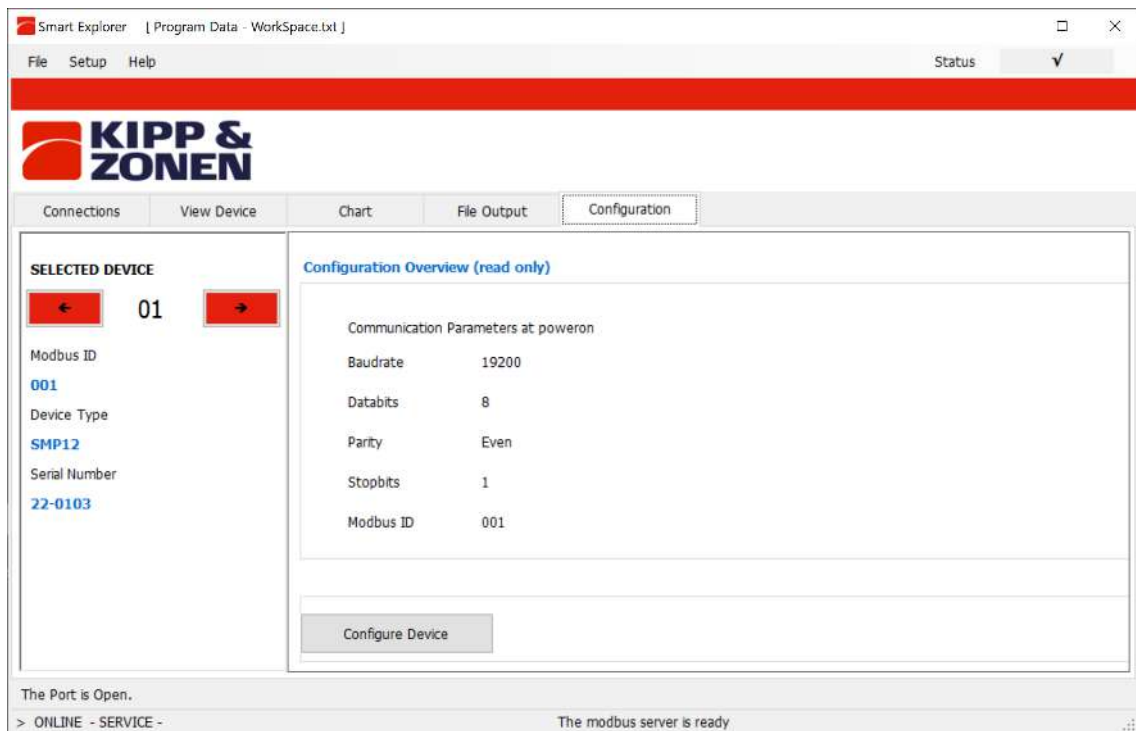 Smart Explorer [ Program Data - WorkSpace.txt ]
File Setup Help Status √
KIPP &
ZONEN
Connections View Device Chart File Output Configuration
SELECTED DEVICE
← 01 →
Modbus ID
001
Device Type
SMP12
Serial Number
22-0103
Configuration Overview (read only)
Communication Parameters at poweron
Baudrate 19200
Databits 8
Parity Even
Stopbits 1
Modbus ID 001
Configure Device
The Port is Open.
> ONLINE - SERVICE - The modbus server is ready